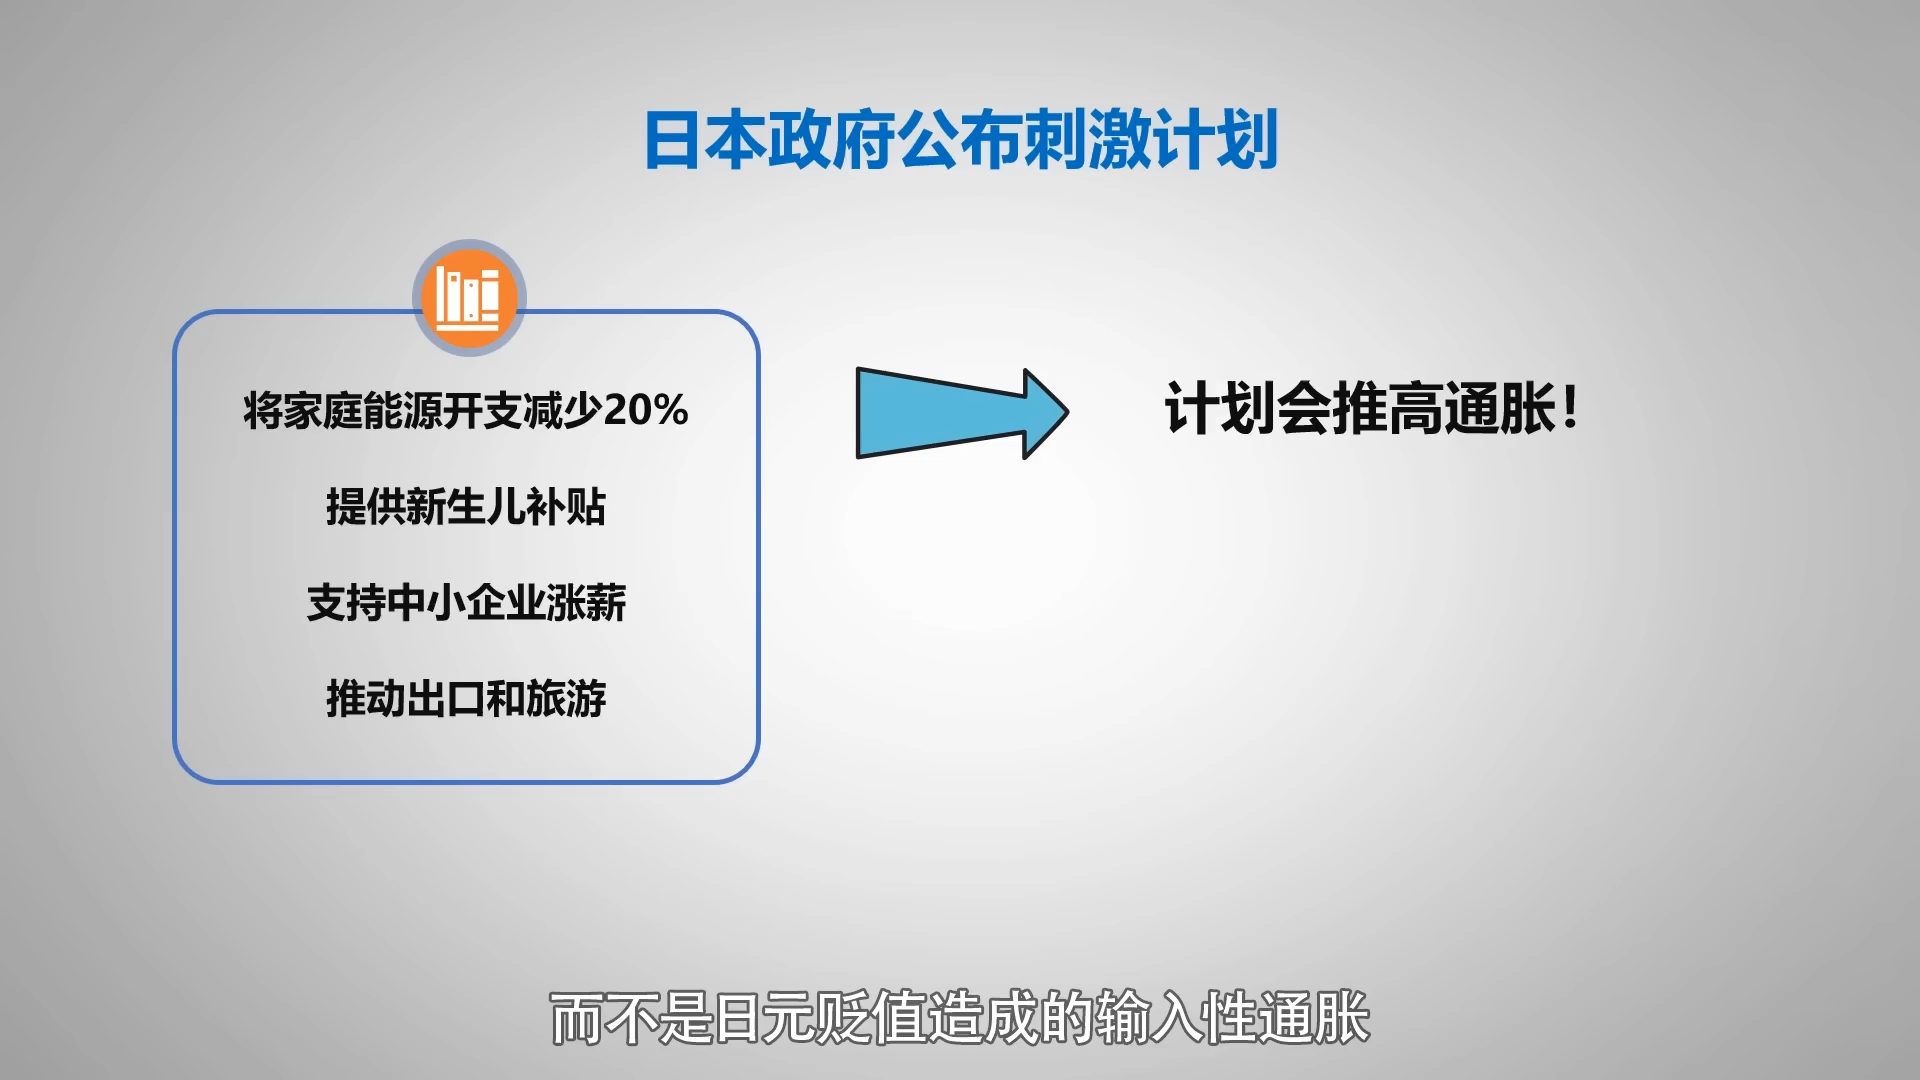 日本政府公布刺激计划
将家庭能源开支减少20%
提供新生儿补贴
支持中小企业涨薪
推动出口和旅游
计划会推高通胀！
而不是日元贬值造成的输入性通胀